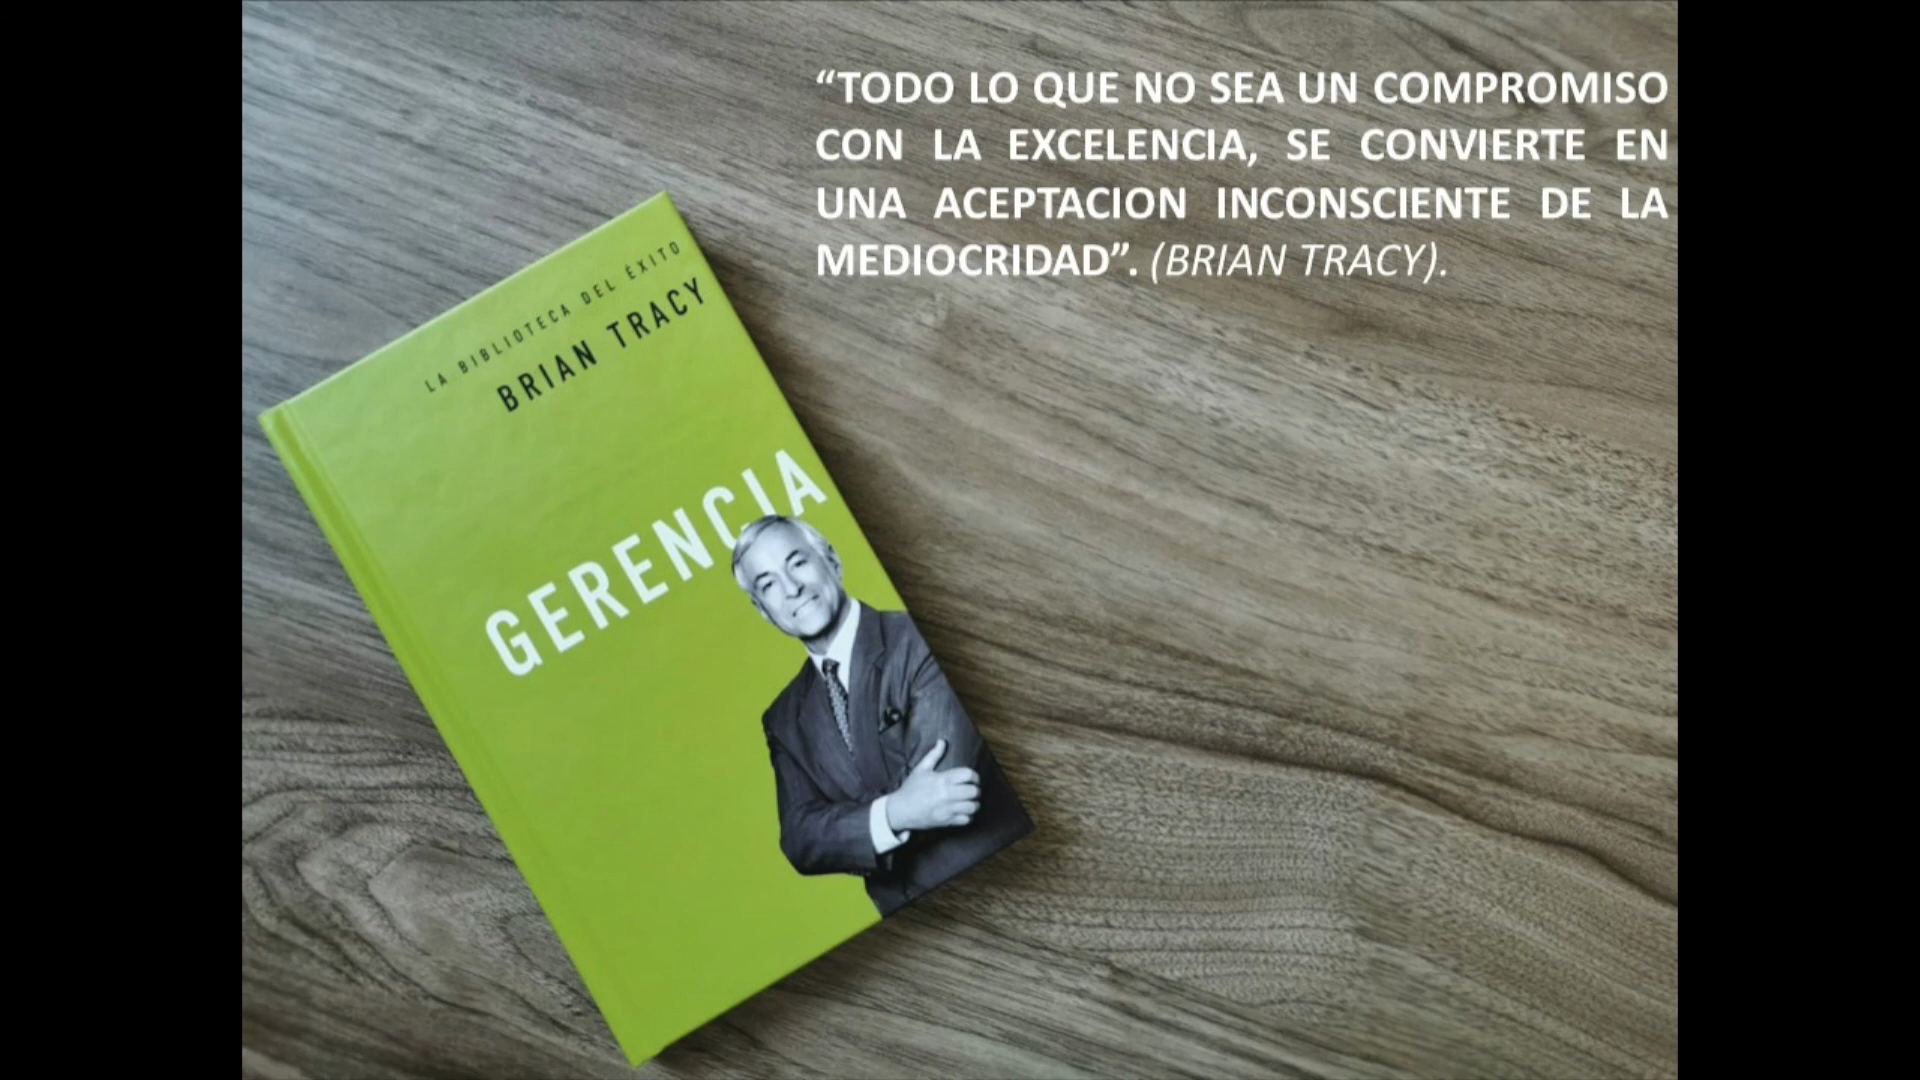 “TODO LO QUE NO SEA UN COMPROMISO
CON LA EXCELENCIA, SE CONVIERTE EN
UNA ACEPTACION INCONSCIENTE DE LA
MEDIOCRIDAD”. (BRIAN TRACY).
LA BIBLIOTECA DEL ÉXITO
BRIAN TRACY
GERENCIA